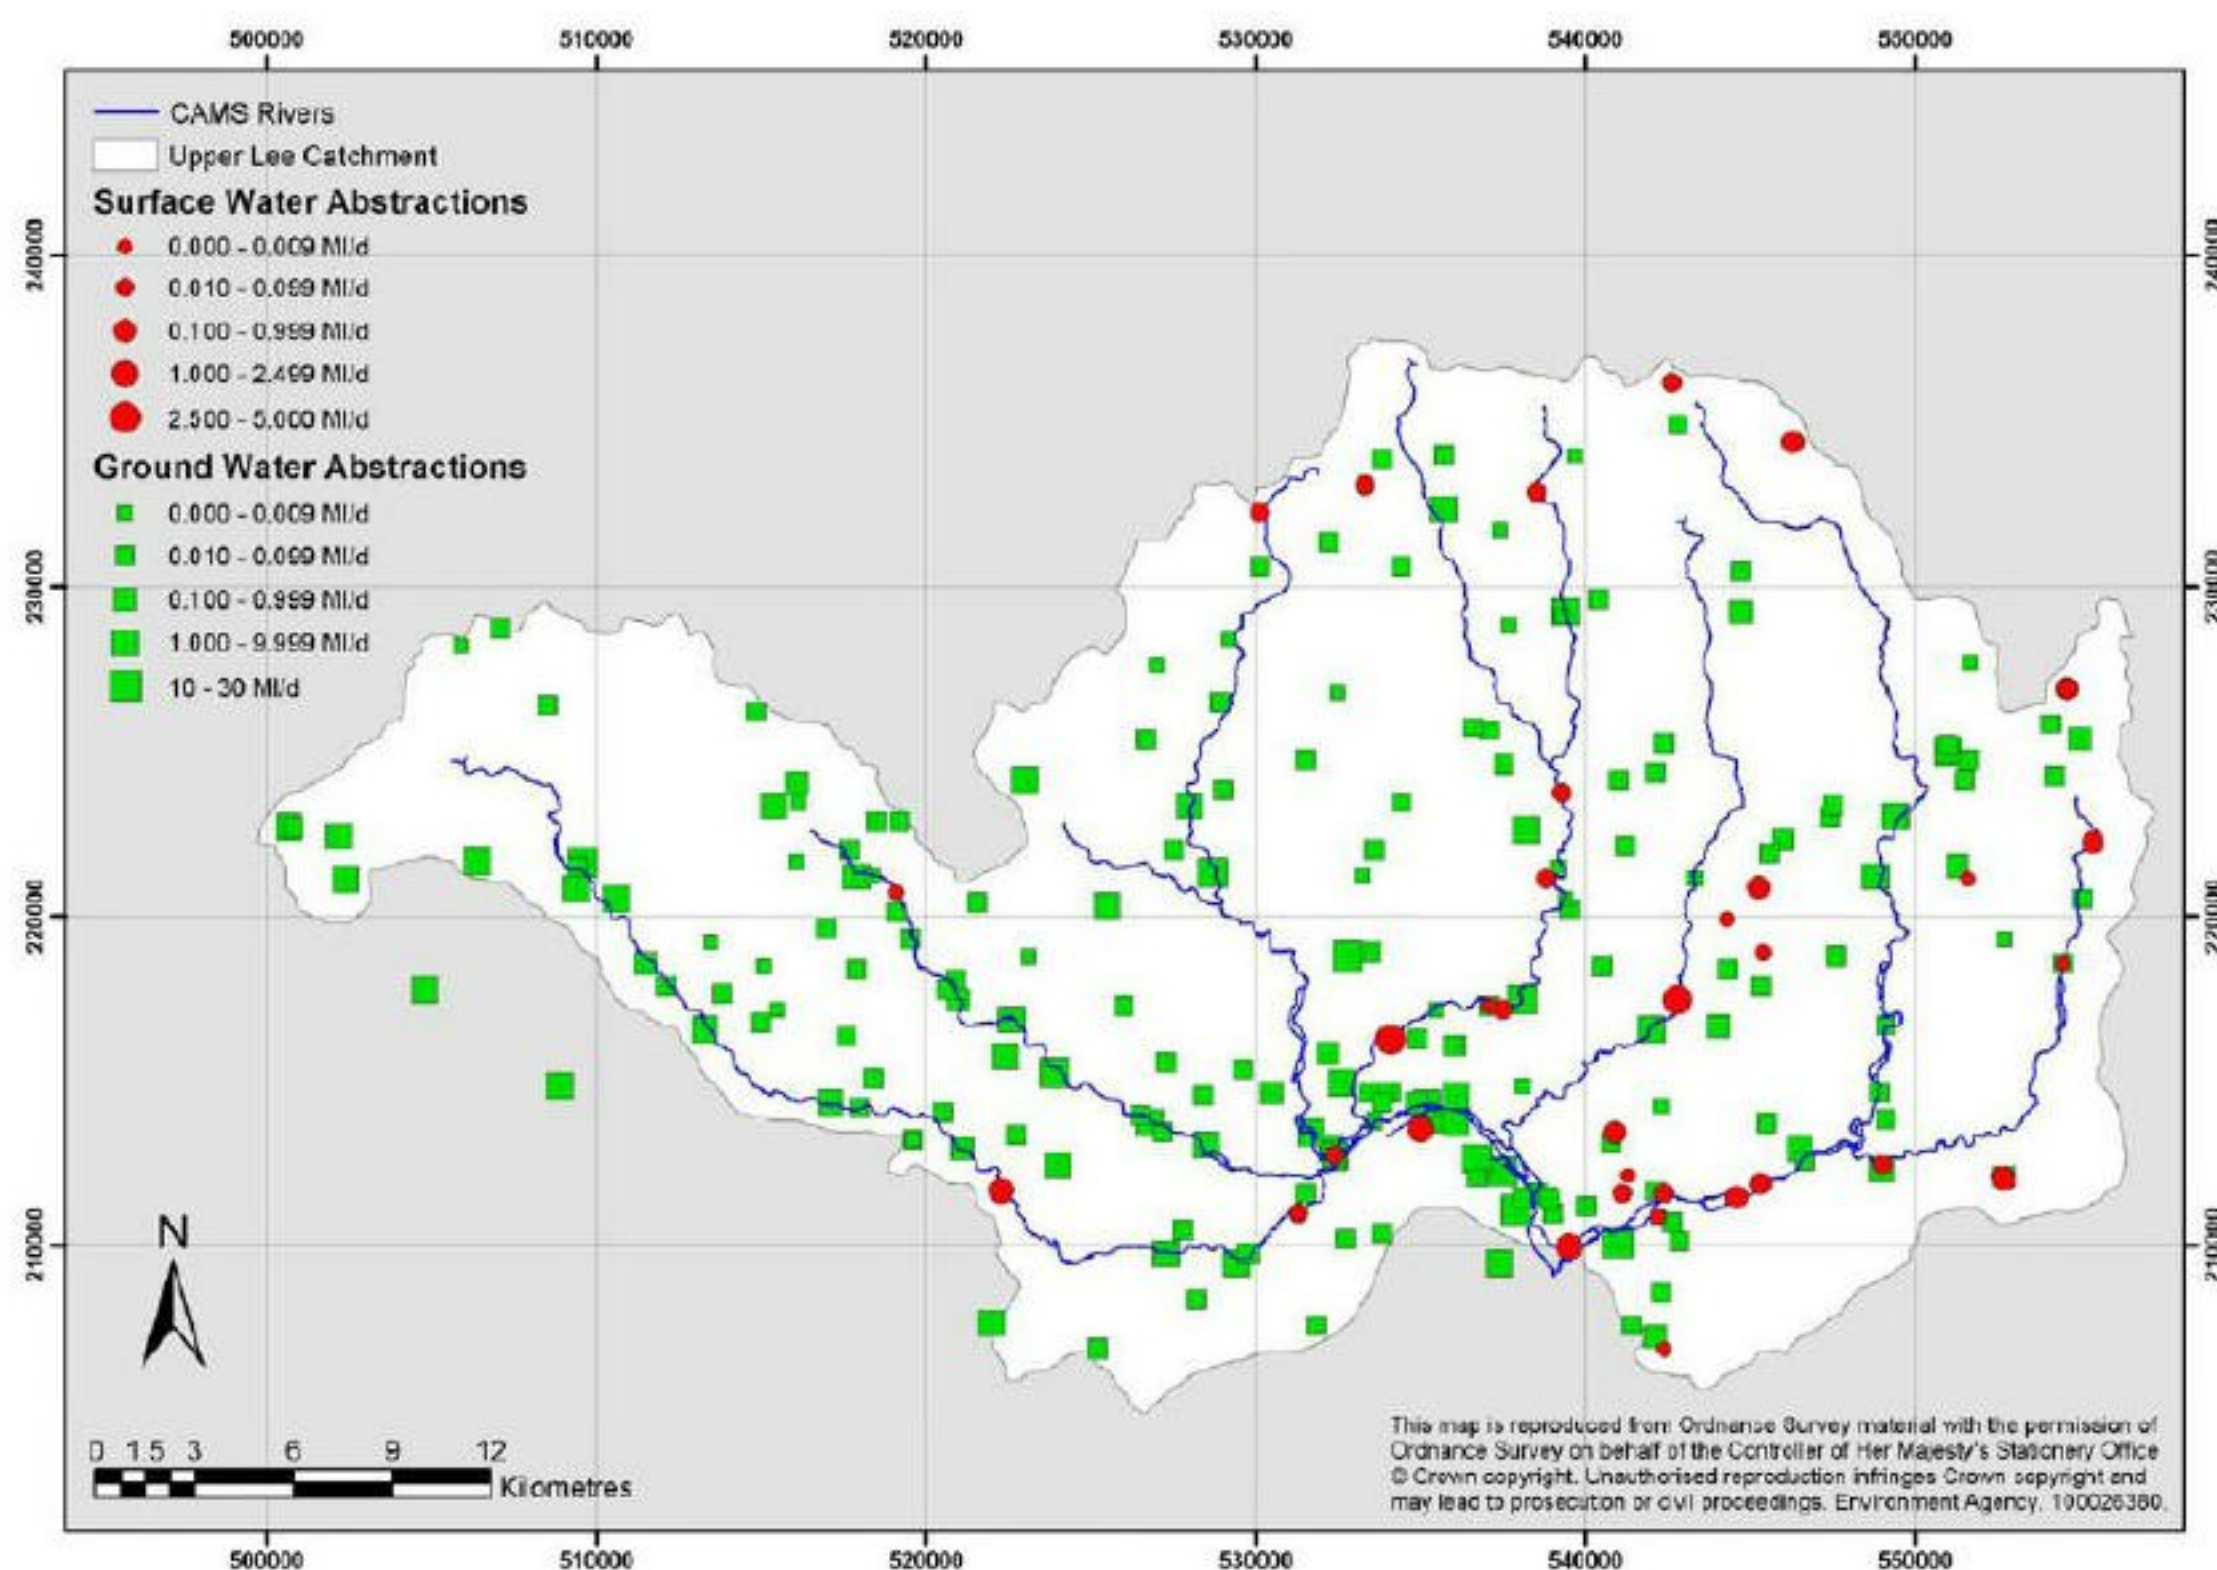 500000 510000 520000 530000 540000 550000
CAMS Rivers
Upper Lee Catchment
Surface Water Abstractions
0.000 - 0.009 Ml/d
0.010 - 0.099 Ml/d
0.100 - 0.999 Ml/d
1.000 - 2.499 Ml/d
2.500 - 5.000 Ml/d
Ground Water Abstractions
0.000 - 0.009 Ml/d
0.010 - 0.099 Ml/d
0.100 - 0.999 Ml/d
1.000 - 9.999 Ml/d
10 - 30 Ml/d
240000
230000
220000
210000
240000
230000
220000
210000
N
0 1.5 3 6 9 12
Kilometres
This map is reproduced from Ordnance Survey material with the permission of
Ordnance Survey on behalf of the Controller of Her Majesty's Stationery Office
© Crown copyright. Unauthorised reproduction infringes Crown copyright and
may lead to prosecution or civil proceedings. Environment Agency, 100026380.
500000 510000 520000 530000 540000 550000